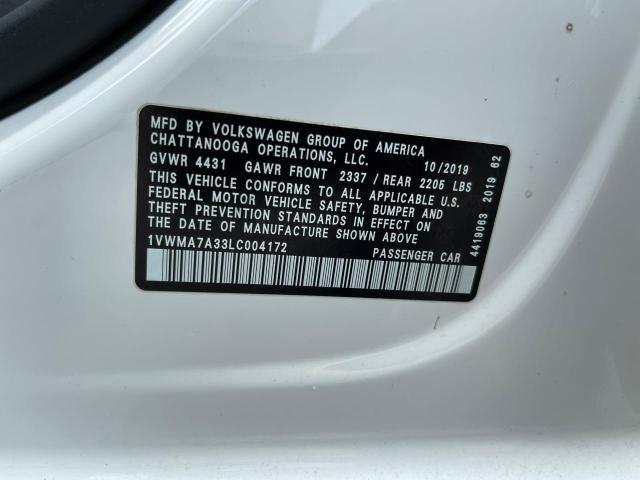 MFD BY VOLKSWAGEN GROUP OF AMERICA
CHATTANOOGA OPERATIONS, LLC. 10/2019
GVWR 4431 GAWR FRONT 2337 / REAR 2205 LBS
THIS VEHICLE CONFORMS TO ALL APPLICABLE U.S.
FEDERAL MOTOR VEHICLE SAFETY, BUMPER AND
THEFT PREVENTION STANDARDS IN EFFECT ON
THE DATE OF MANUFACTURE SHOWN ABOVE
1VWMA7A33LC004172 PASSENGER CAR
4419063 2019 62